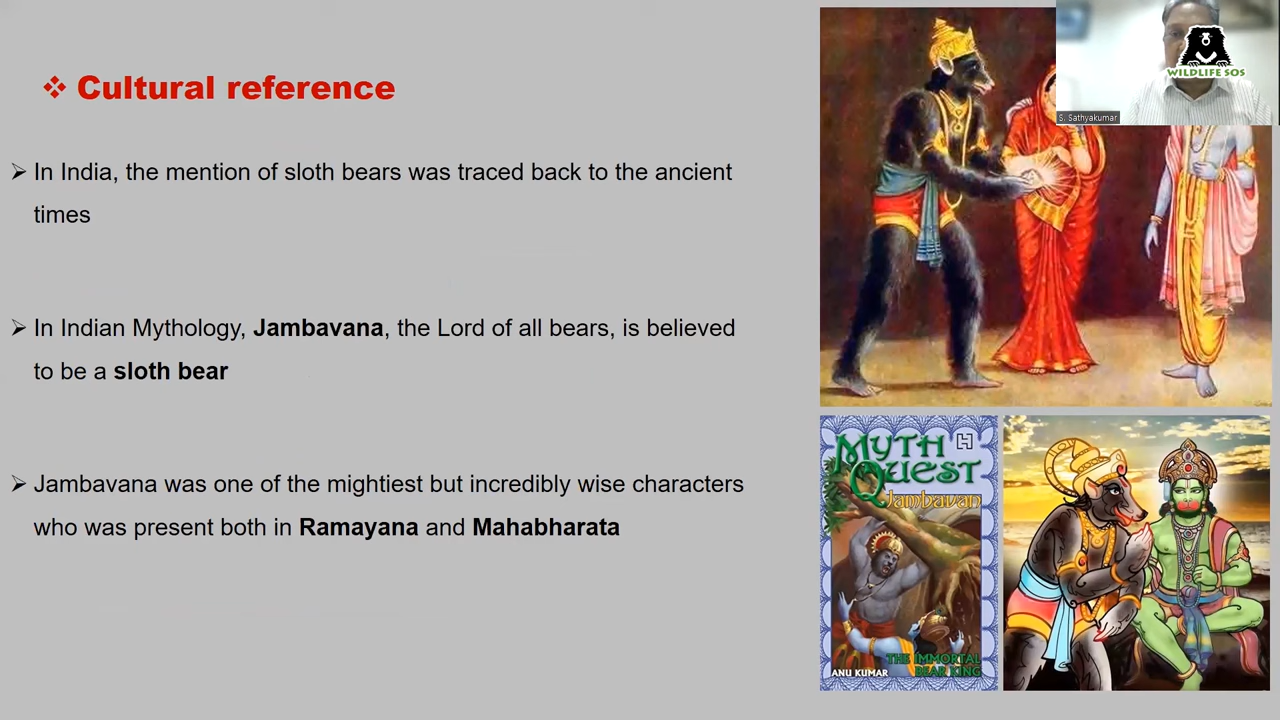 Cultural reference
In India, the mention of sloth bears was traced back to the ancient
times
In Indian Mythology, Jambavana, the Lord of all bears, is believed
to be a sloth bear
Jambavana was one of the mightiest but incredibly wise characters
who was present both in Ramayana and Mahabharata
WILDLIFE SOS
S. Sathyakumar
MYTH
QUEST
Jambavan
THE IMMORTAL
BEAR KING
ANU KUMAR